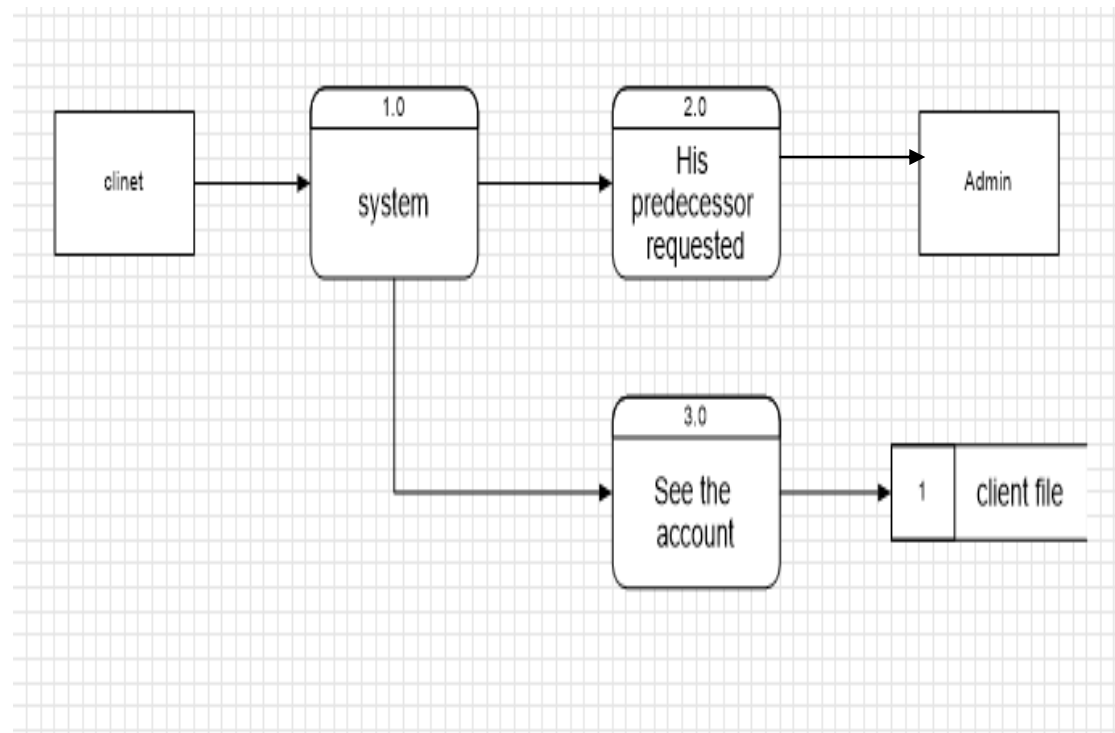 clinet
1.0
system
2.0
His
predecessor
requested
Admin
3.0
See the
account
1
client file